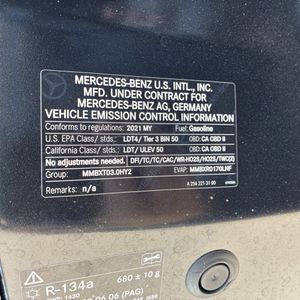 MERCEDES-BENZ U.S. INTL., INC.
MFD. UNDER CONTRACT FOR
MERCEDES-BENZ AG, GERMANY
VEHICLE EMISSION CONTROL INFORMATION
Conforms to regulations: 2021 MY Fuel: Gasoline
U.S. EPA Class/Std: LDT4/ Tier 3 BIN 50 OBD: CA OBD II
California Class/Std: LDT/ ULEV 50 OBD: CA OBD II
No adjustments needed. DFI/TC/TC/CAC/WR-HO2S/HO2S/TWC(2)
Group: MMBXT03.0HY2 EVAP: MMBXR0170LNF
Remarks: n/a A 256 221 31 00
R-134a 680 ± 10 g
(PAG)